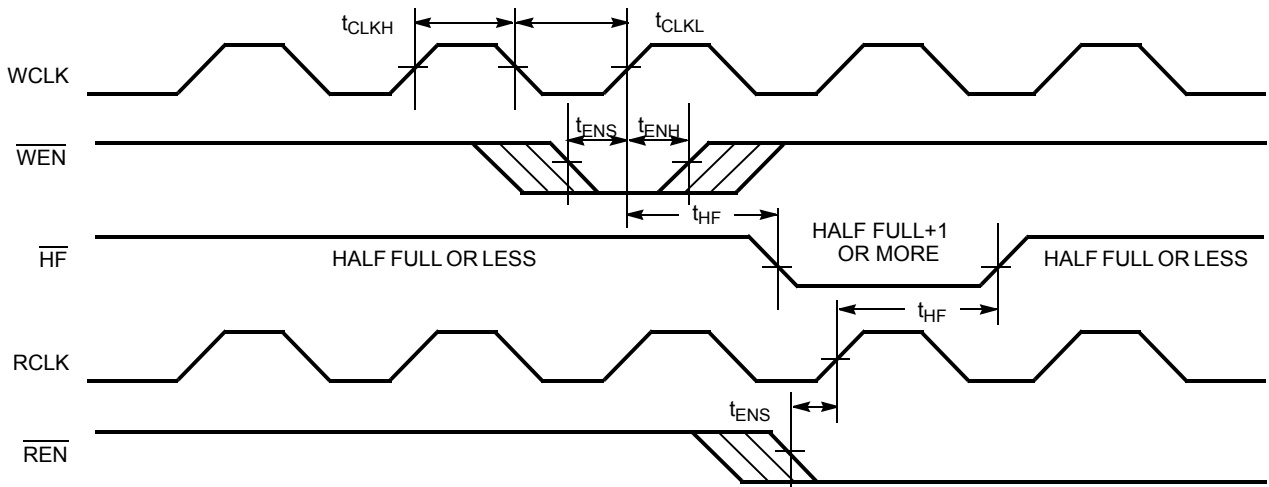 tCLKH
tCLKL
WCLK
tENS
tENH
WEN
tHF
HF
HALF FULL OR LESS
HALF FULL+1
OR MORE
HALF FULL OR LESS
tHF
RCLK
tENS
REN